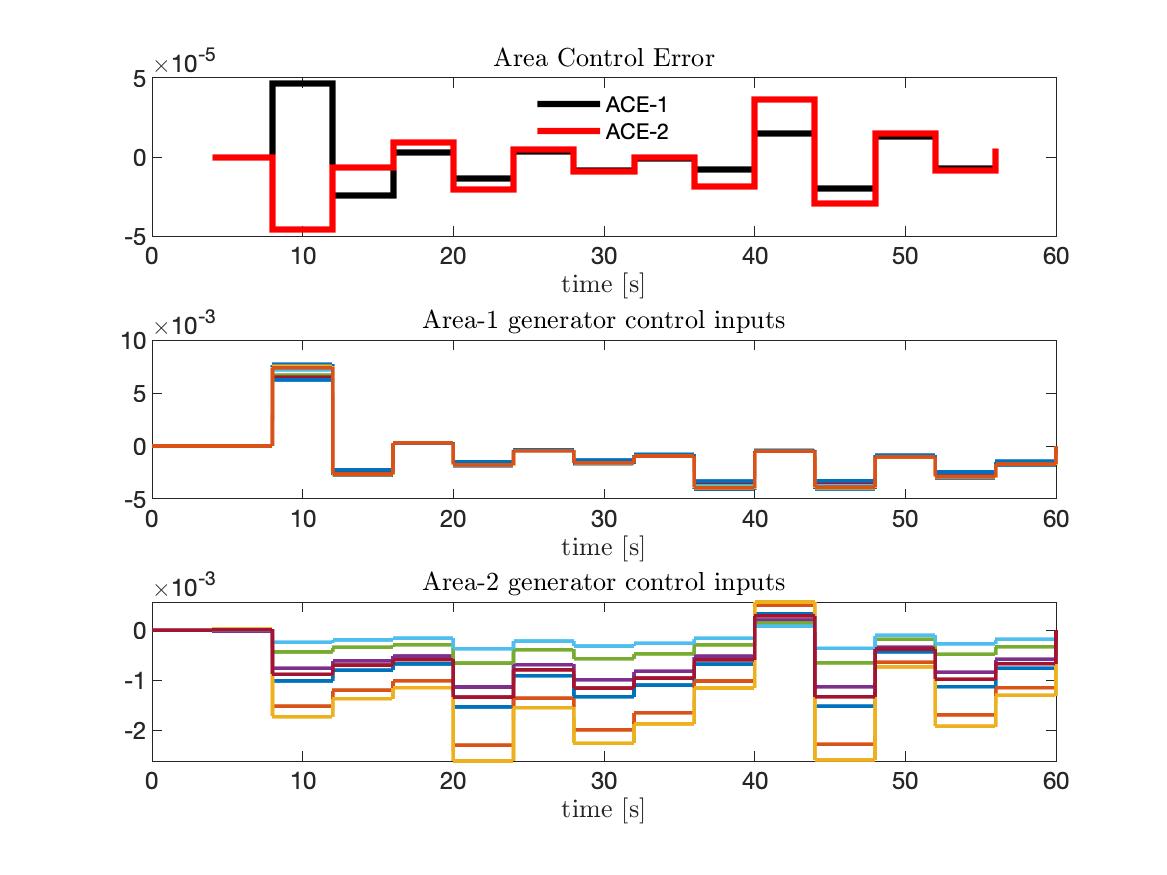 Area Control Error
×10-5
5
0
-5
ACE-1
ACE-2
0 10 20 30 40 50 60
time [s]
Area-1 generator control inputs
×10-3
10
5
0
-5
0 10 20 30 40 50 60
time [s]
Area-2 generator control inputs
×10-3
0
-1
-2
0 10 20 30 40 50 60
time [s]